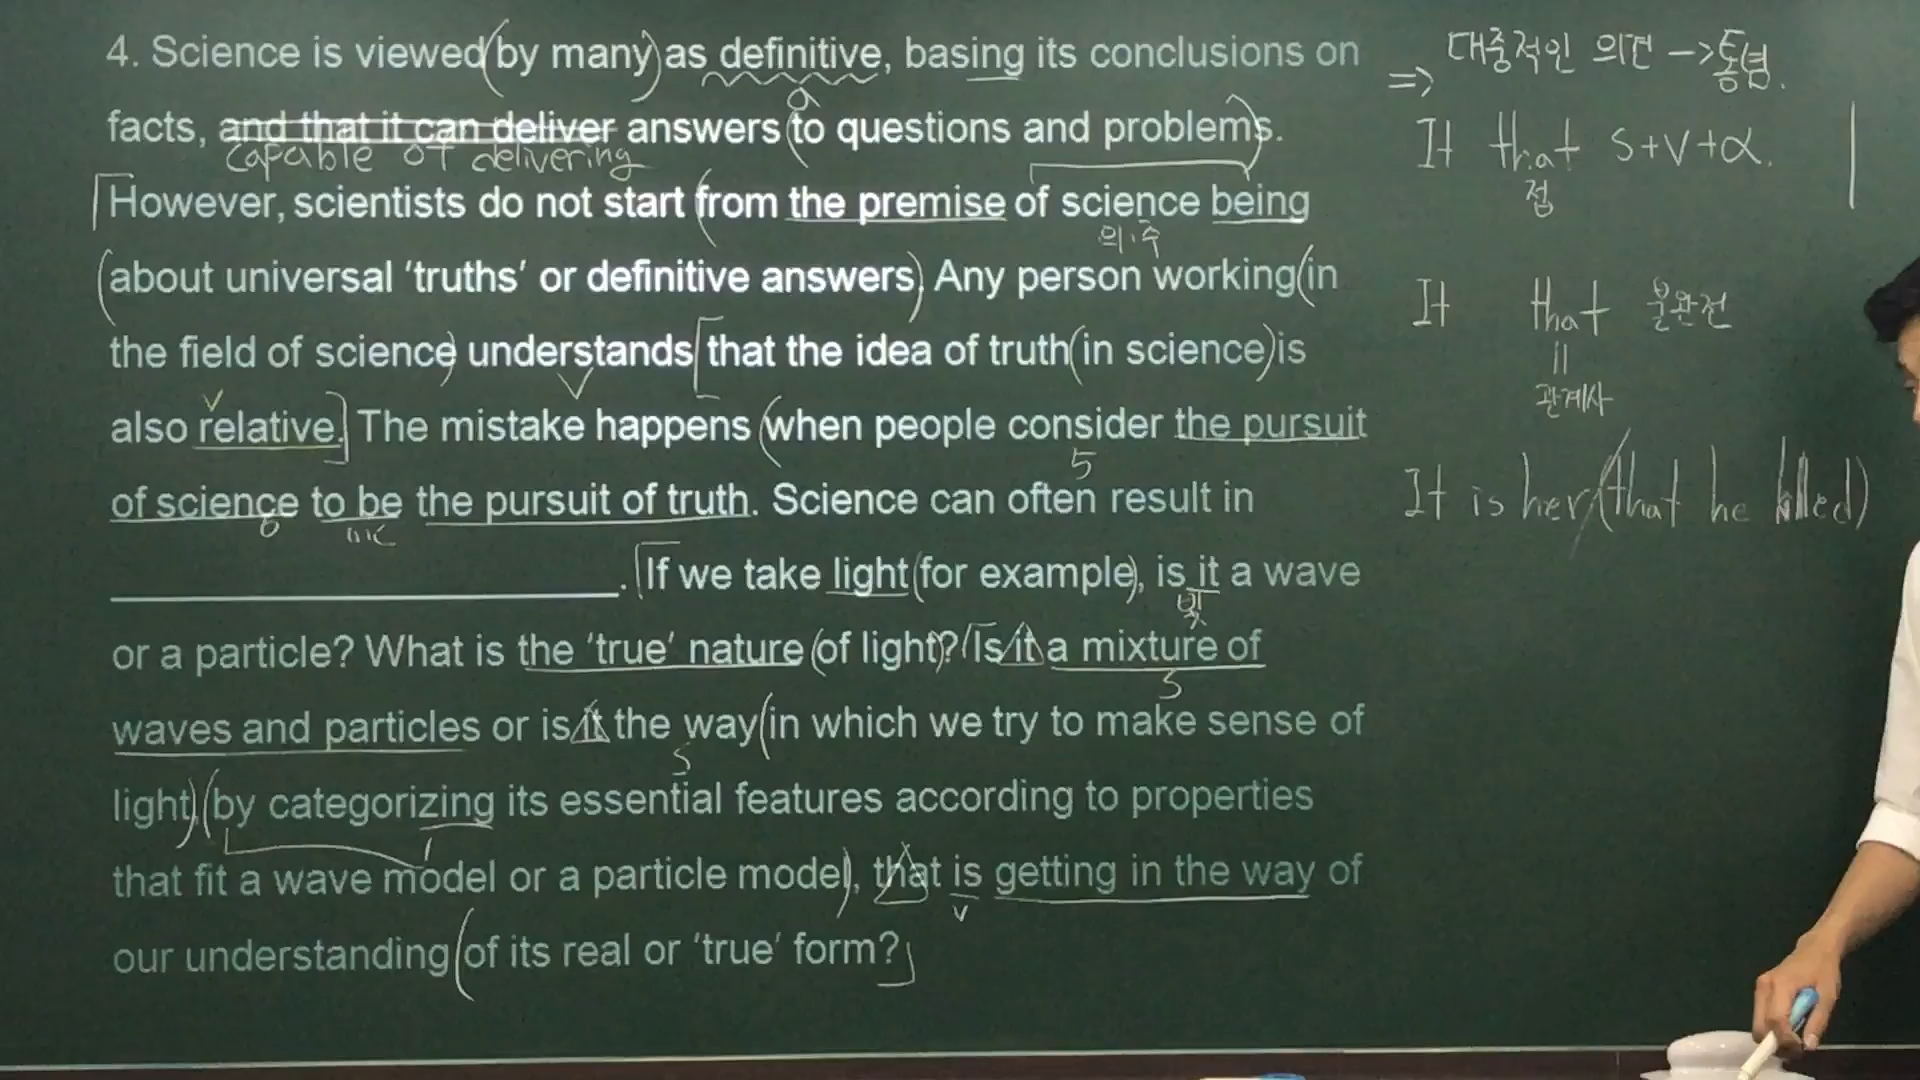 4. Science is viewed (by many) as definitive, basing its conclusions on
facts, and that it can deliver answers (to questions and problems).
capable of delivering
However, scientists do not start (from the premise of science being
의·주
(about universal ‘truths’ or definitive answers). Any person working (in
the field of science) understands [that the idea of truth (in science) is
also relative.] The mistake happens (when people consider the pursuit
5
of science to be the pursuit of truth. Science can often result in
o
____________________. [If we take light (for example), is it a wave
빛
or a particle? What is the ‘true’ nature (of light)? Is it a mixture of
S
waves and particles or is it the way (in which we try to make sense of
S
light), (by categorizing its essential features according to properties
that fit a wave model or a particle model), that is getting in the way of
v
our understanding (of its real or ‘true’ form?]
=> 대중적인 의견 → 통념.
It that S+V+α.
접
It that 불완전
=
관계사
It is her (that he killed)